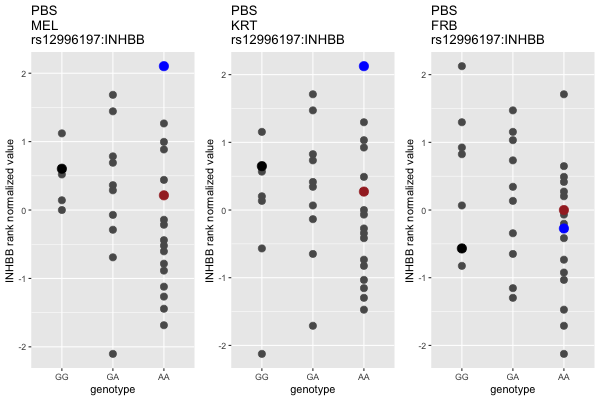 PBS
MEL
rs12996197:INHBB
INHBB rank normalized value
2
1
0
-1
-2
GG
GA
AA
genotype
PBS
KRT
rs12996197:INHBB
INHBB rank normalized value
2
1
0
-1
-2
GG
GA
AA
genotype
PBS
FRB
rs12996197:INHBB
INHBB rank normalized value
2
1
0
-1
-2
GG
GA
AA
genotype